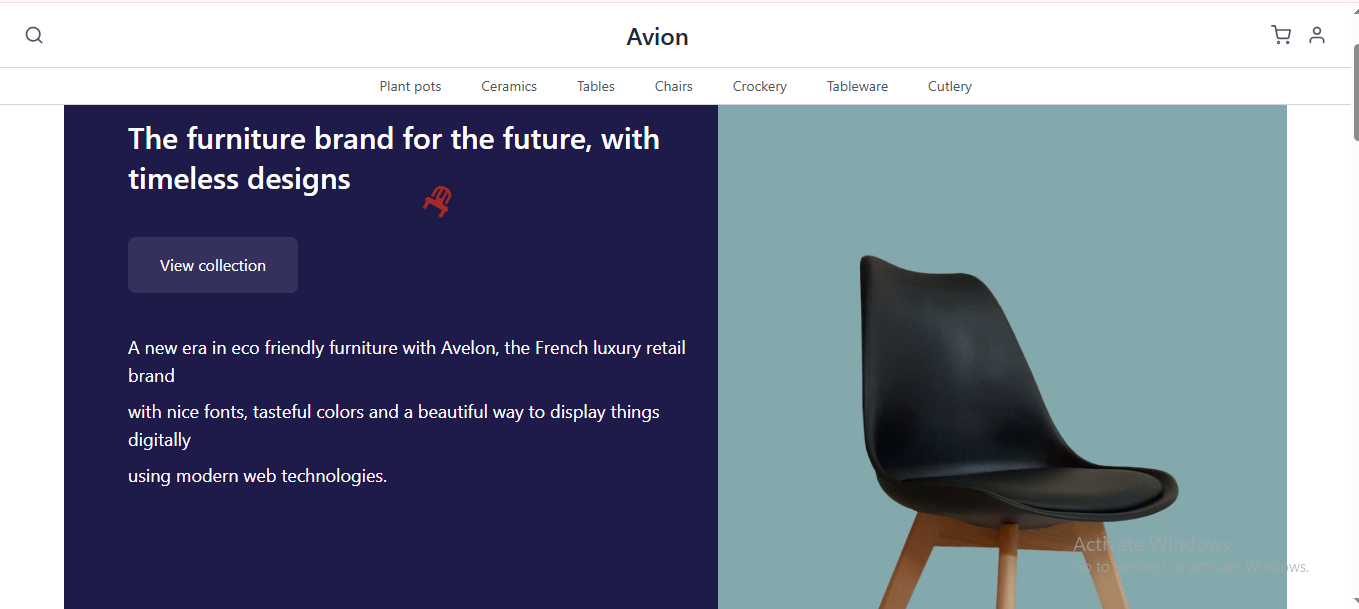 Avion
Plant pots Ceramics Tables Chairs Crockery Tableware Cutlery
The furniture brand for the future, with
timeless designs
View collection
A new era in eco friendly furniture with Avelon, the French luxury retail
brand
with nice fonts, tasteful colors and a beautiful way to display things
digitally
using modern web technologies.
Activate Windows
Go to Settings to activate Windows.